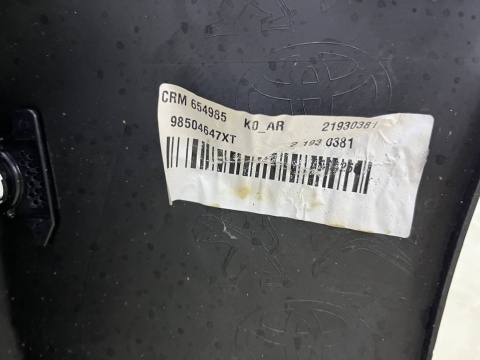 CRM 654985 K0_AR 21930381
98504647XT 2 193 0381